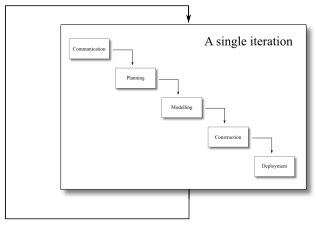 A single iteration
Communication
Planning
Modelling
Construction
Deployment